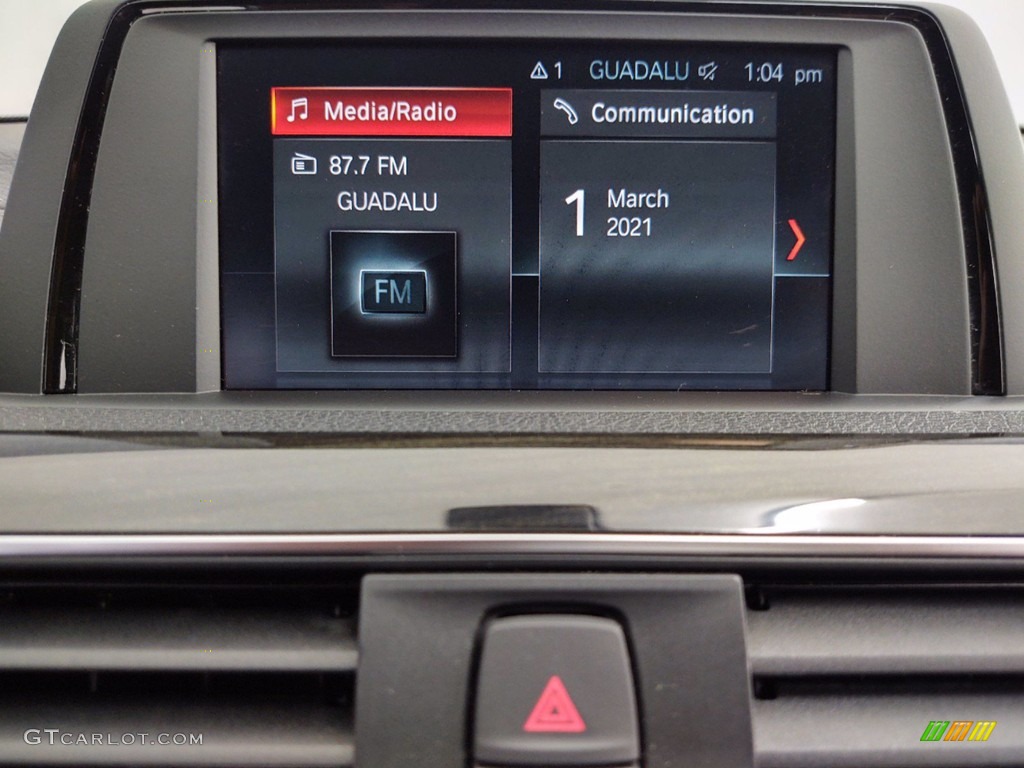 1 GUADALU 1:04 pm
Media/Radio
Communication
87.7 FM
GUADALU
FM
1 March
2021
GTCARLOT.COM